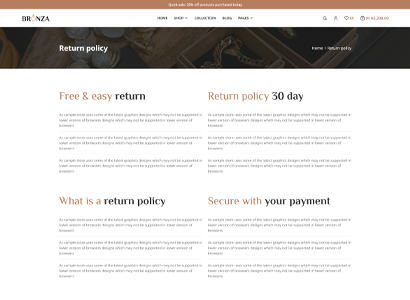 Quick sale: 30% off products purchased today.
BRONZA
HOME SHOP COLLECTION BLOG PAGES
Return policy
Home / Return policy
Free & easy return
Return policy 30 day
As sample store uses some of the latest graphics designs which may not be supported in
lower version of browsers designs which may not be supported in lower version of
browsers
As sample store uses some of the latest graphics designs which may not be supported in
lower version of browsers designs which may not be supported in lower version of
browsers
As sample store uses some of the latest graphics designs which may not be supported in
lower version of browsers designs which may not be supported in lower version of
browsers
As sample store uses some of the latest graphics designs which may not be supported in
lower version of browsers designs which may not be supported in lower version of
browsers
As sample store uses some of the latest graphics designs which may not be supported in
lower version of browsers designs which may not be supported in lower version of
browsers
As sample store uses some of the latest graphics designs which may not be supported in
lower version of browsers designs which may not be supported in lower version of
browsers
What is a return policy
Secure with your payment
As sample store uses some of the latest graphics designs which may not be supported in
lower version of browsers designs which may not be supported in lower version of
browsers
As sample store uses some of the latest graphics designs which may not be supported in
lower version of browsers designs which may not be supported in lower version of
browsers
As sample store uses some of the latest graphics designs which may not be supported in
lower version of browsers designs which may not be supported in lower version of
browsers
As sample store uses some of the latest graphics designs which may not be supported in
lower version of browsers designs which may not be supported in lower version of
browsers
As sample store uses some of the latest graphics designs which may not be supported in
lower version of browsers designs which may not be supported in lower version of
browsers
As sample store uses some of the latest graphics designs which may not be supported in
lower version of browsers designs which may not be supported in lower version of
browsers